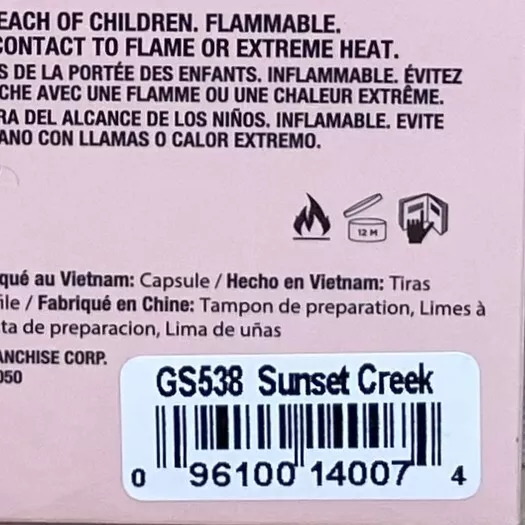 EACH OF CHILDREN. FLAMMABLE.
CONTACT TO FLAME OR EXTREME HEAT.
S DE LA PORTÉE DES ENFANTS. INFLAMMABLE. ÉVITEZ
CHE AVEC UNE FLAMME OU UNE CHALEUR EXTRÊME.
RA DEL ALCANCE DE LOS NIÑOS. INFLAMABLE. EVITE
ANO CON LLAMAS O CALOR EXTREMO.
12 M
qué au Vietnam: Capsule / Hecho en Vietnam: Tiras
ile / Fabriqué en Chine: Tampon de preparation, Limes à
ta de preparacion, Lima de uñas
ANCHISE CORP.
050
GS538 Sunset Creek
0 96100 14007 4